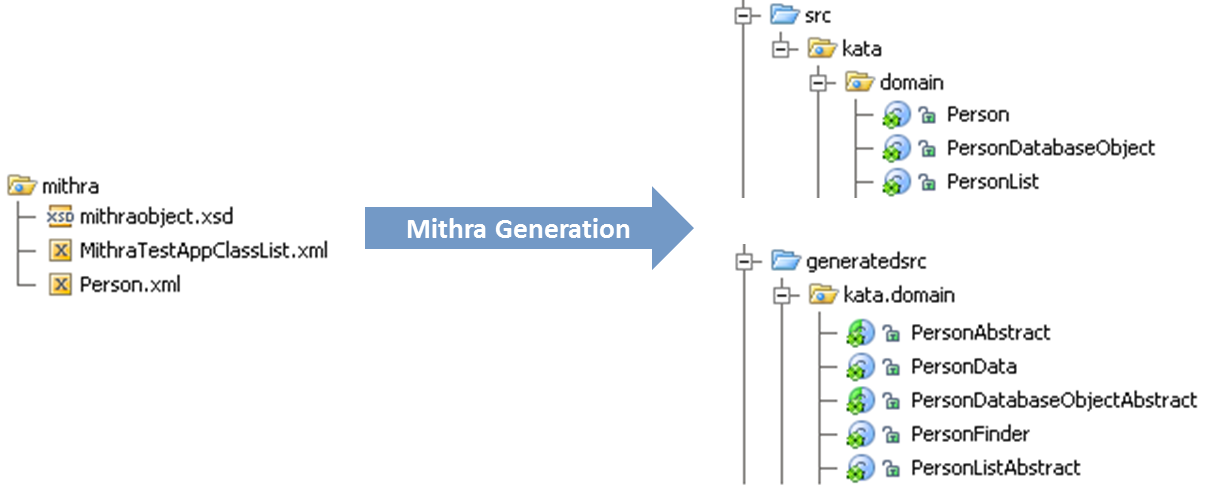 mithra
XSD mithraobject.xsd
X MithraTestAppClassList.xml
X Person.xml
Mithra Generation
src
kata
domain
Person
PersonDatabaseObject
PersonList
generatedsrc
kata.domain
PersonAbstract
PersonData
PersonDatabaseObjectAbstract
PersonFinder
PersonListAbstract